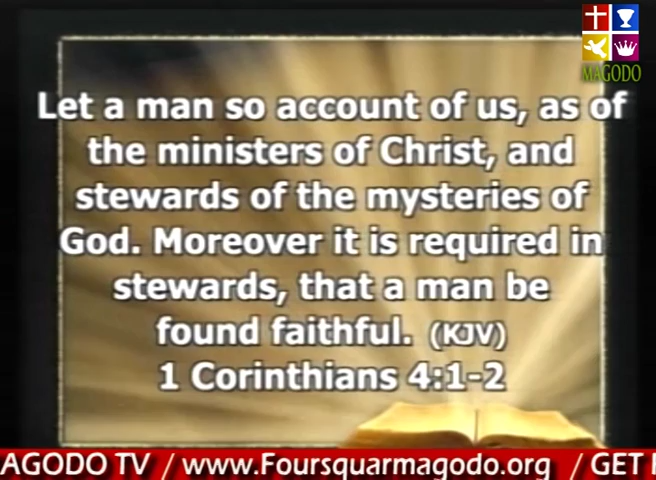 MAGODO
Let a man so account of us, as of
the ministers of Christ, and
stewards of the mysteries of
God. Moreover it is required in
stewards, that a man be
found faithful. (KJV)
1 Corinthians 4:1-2
AGODO TV / www.Foursquarmagodo.org / GET